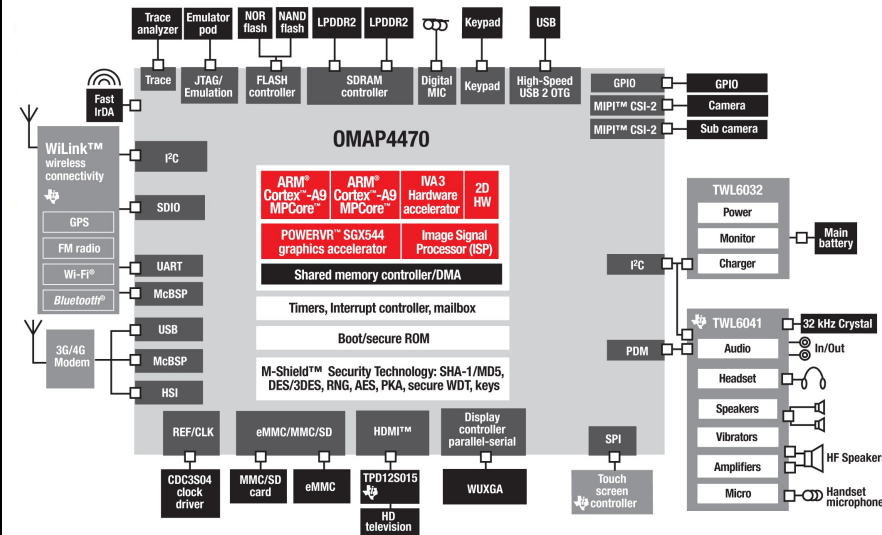 Trace
analyzer
Emulator
pod
NOR
flash
NAND
flash
LPDDR2
LPDDR2
Keypad
USB
Trace
JTAG/
Emulation
FLASH
controller
SDRAM
controller
Digital
MIC
Keypad
High-Speed
USB 2 OTG
GPIO
GPIO
MIPI™ CSI-2
Camera
MIPI™ CSI-2
Sub camera
Fast
IrDA
OMAP4470
WiLink™
wireless
connectivity
GPS
FM radio
Wi-Fi®
Bluetooth®
I²C
SDIO
UART
McBSP
USB
McBSP
HSI
3G/4G
Modem
ARM®
Cortex™-A9
MPCore™
ARM®
Cortex™-A9
MPCore™
IVA3
Hardware
accelerator
2D
HW
POWERVR™ SGX544
graphics accelerator
Image Signal
Processor (ISP)
Shared memory controller/DMA
Timers, Interrupt controller, mailbox
Boot/secure ROM
M-Shield™ Security Technology: SHA-1/MD5,
DES/3DES, RNG, AES, PKA, secure WDT, keys
I²C
PDM
TWL6032
Power
Monitor
Charger
Main
battery
TWL6041
32 kHz Crystal
Audio
In/Out
Headset
Speakers
Vibrators
Amplifiers
HF Speakers
Micro
Handset
microphone
REF/CLK
eMMC/MMC/SD
HDMI™
Display
controller
parallel-serial
SPI
CDC3S04
clock
driver
MMC/SD
card
eMMC
TPD12S015
HD
television
WUXGA
Touch
screen
controller